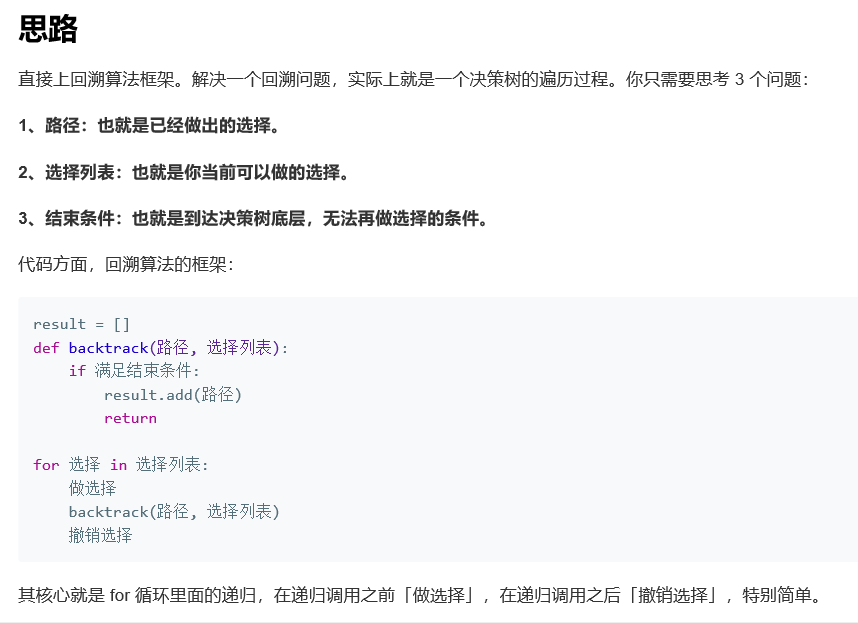 思路
直接上回溯算法框架。解决一个回溯问题，实际上就是一个决策树的遍历过程。你只需要思考 3 个问题：
1、路径：也就是已经做出的选择。
2、选择列表：也就是你当前可以做的选择。
3、结束条件：也就是到达决策树底层，无法再做选择的条件。
代码方面，回溯算法的框架：
result = []
def backtrack(路径, 选择列表):
    if 满足结束条件:
        result.add(路径)
        return
for 选择 in 选择列表:
    做选择
    backtrack(路径, 选择列表)
    撤销选择
其核心就是 for 循环里面的递归，在递归调用之前「做选择」，在递归调用之后「撤销选择」，特别简单。